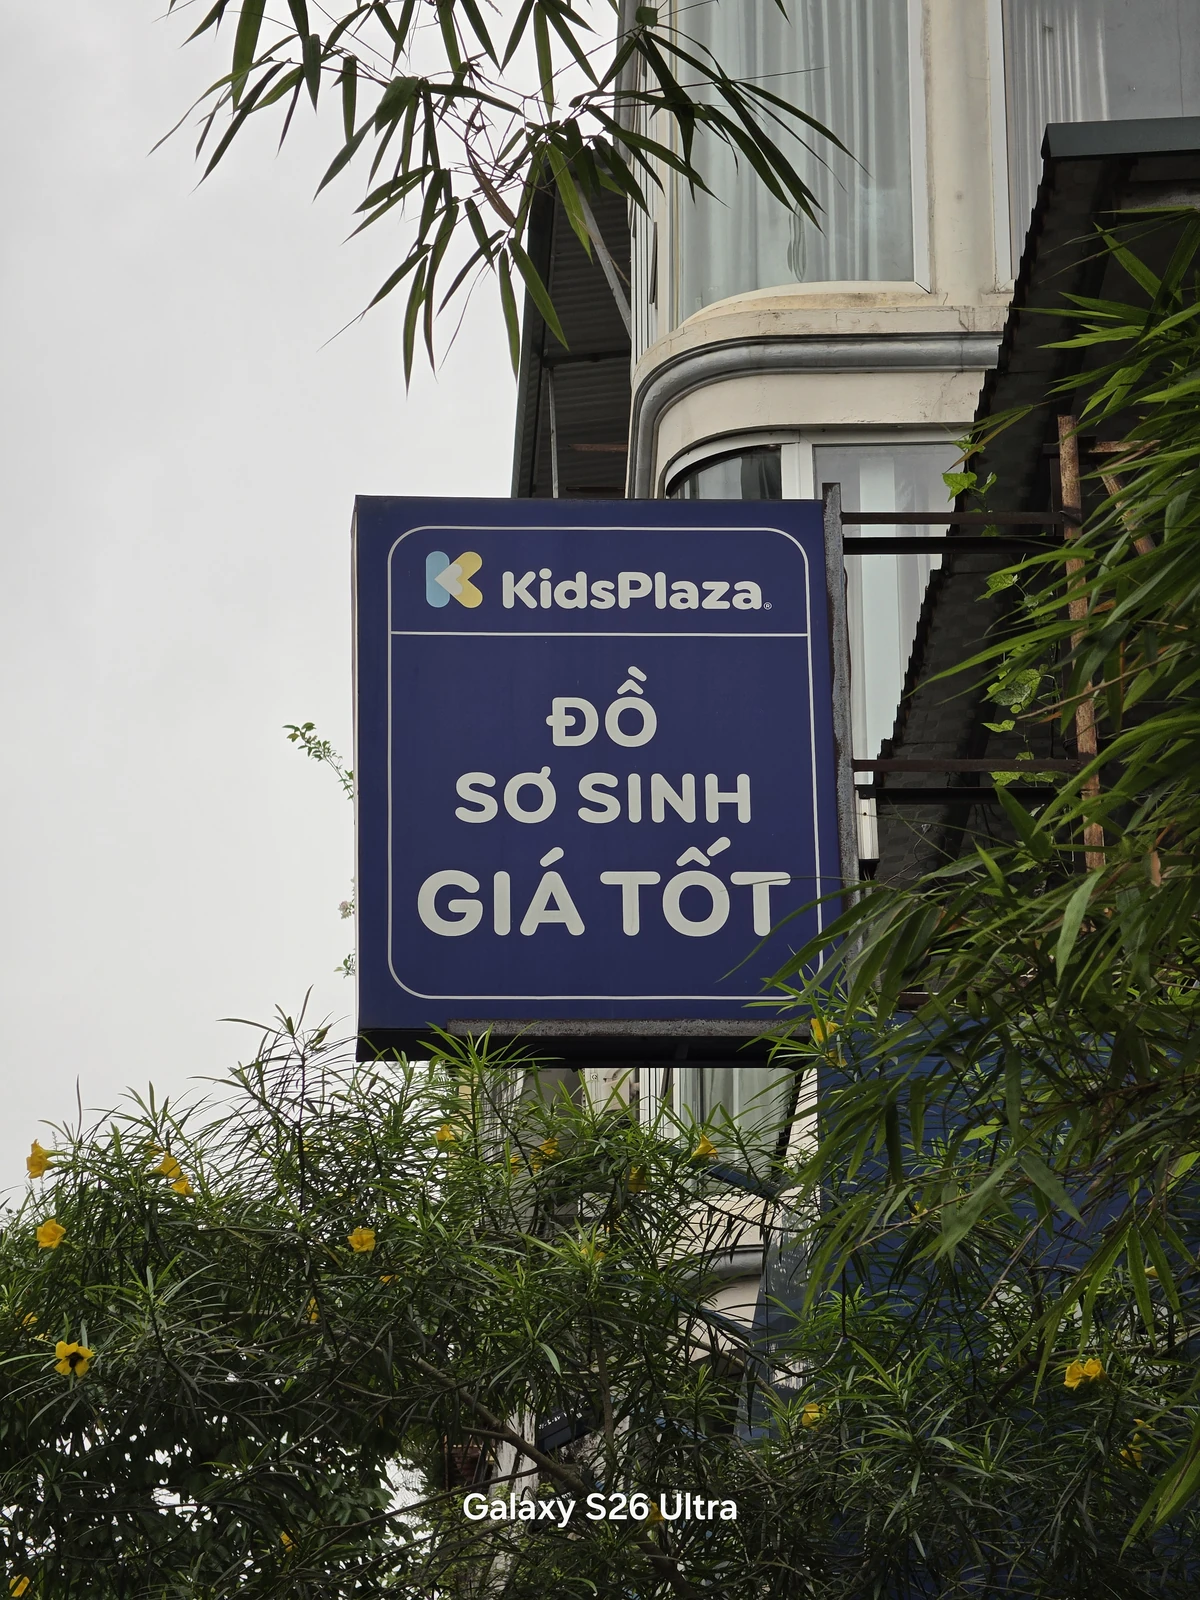 KidsPlaza®
ĐỒ
SƠ SINH
GIÁ TỐT
Galaxy S26 Ultra